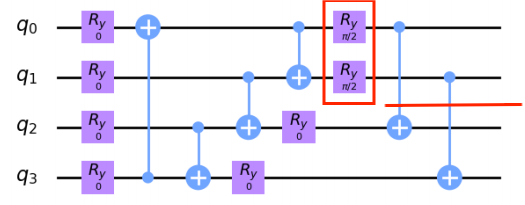 q0 Ry 0 Ry π/2
q1 Ry 0 Ry π/2
q2 Ry 0 Ry 0
q3 Ry 0 Ry 0